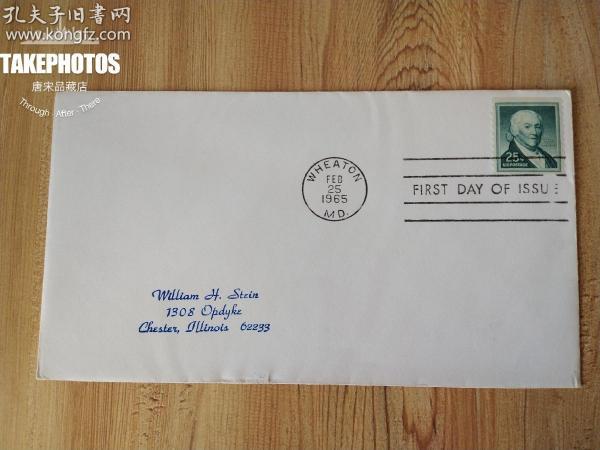 孔夫子旧书网
www.kongfz.com
TAKEPHOTOS
唐宋品藏店
Through · After · There
25¢
U.S. POSTAGE
WHEATON
FEB
25
1965
MD.
FIRST DAY OF ISSUE
William H. Stein
1308 Opdyke
Chester, Illinois 62233